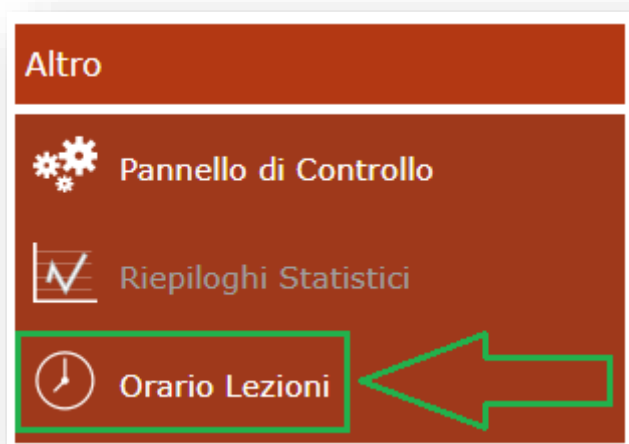 Altro
Pannello di Controllo
Riepiloghi Statistici
Orario Lezioni